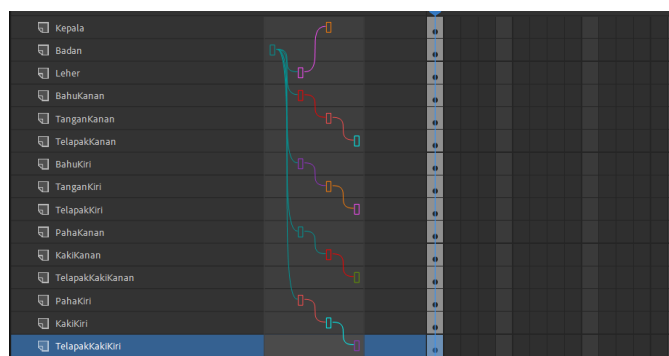 Kepala
Badan
Leher
BahuKanan
TanganKanan
TelapakKanan
BahuKiri
TanganKiri
TelapakKiri
PahaKanan
KakiKanan
TelapakKakiKanan
PahaKiri
KakiKiri
TelapakKakiKiri